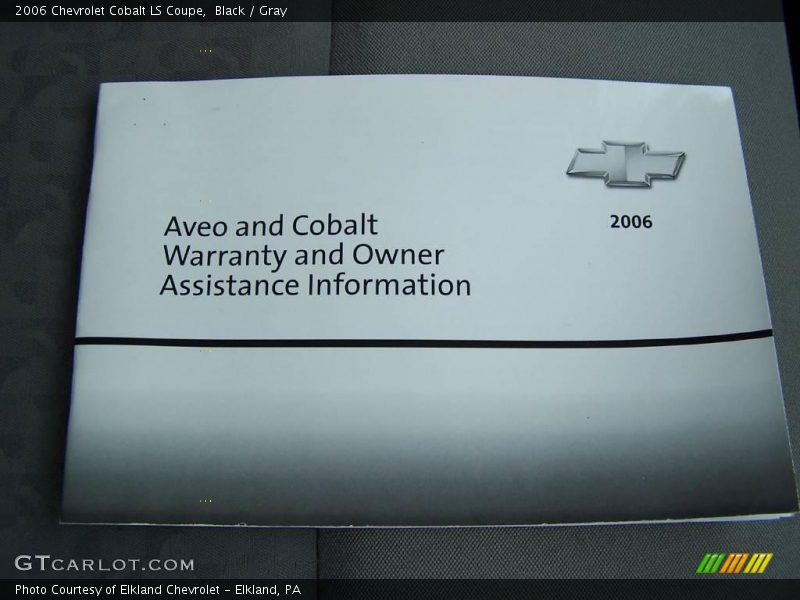 2006 Chevrolet Cobalt LS Coupe,  Black / Gray
2006
Aveo and Cobalt
Warranty and Owner
Assistance Information
GTCARLOT.COM
Photo Courtesy of Elkland Chevrolet – Elkland, PA